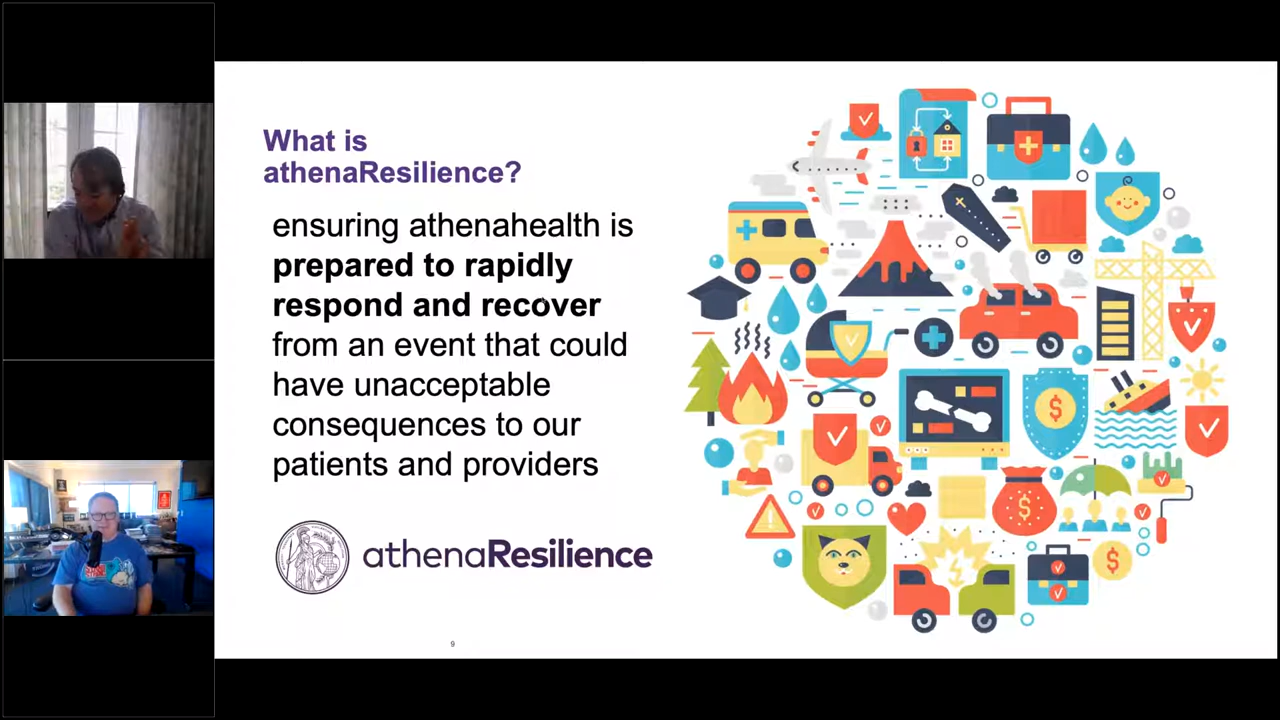 What is
athenaResilience?
ensuring athenahealth is
prepared to rapidly
respond and recover
from an event that could
have unacceptable
consequences to our
patients and providers
athenaResilience
9